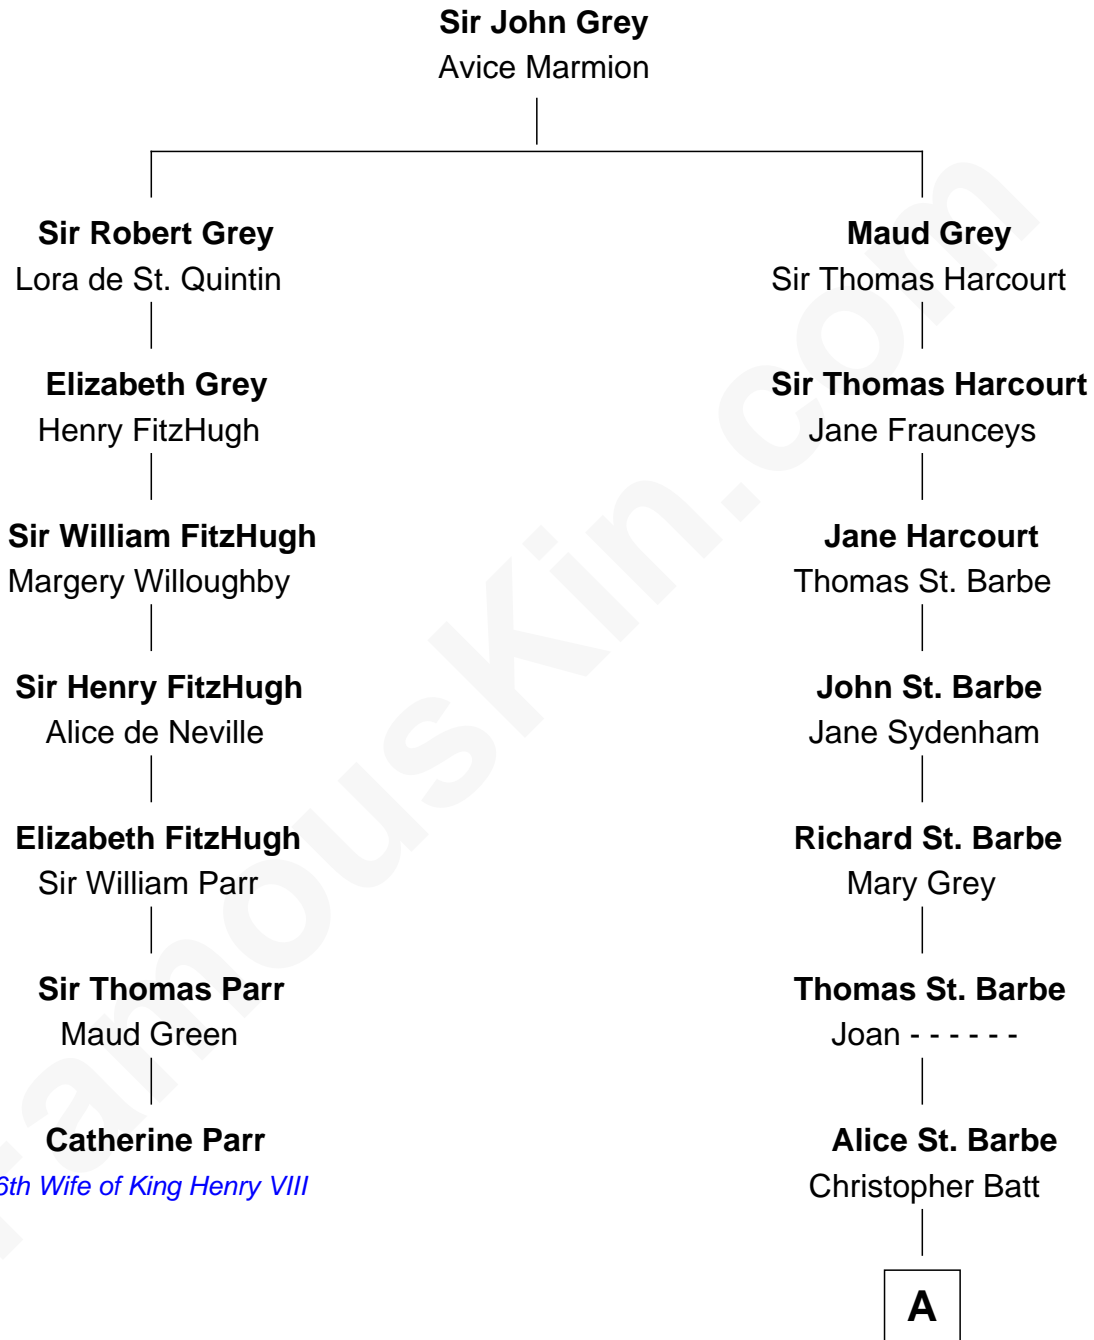 Sir John Grey
Avice Marmion
Sir Robert Grey
Lora de St. Quintin
Elizabeth Grey
Henry FitzHugh
Sir William FitzHugh
Margery Willoughby
Sir Henry FitzHugh
Alice de Neville
Elizabeth FitzHugh
Sir William Parr
Sir Thomas Parr
Maud Green
Catherine Parr
6th Wife of King Henry VIII
Maud Grey
Sir Thomas Harcourt
Sir Thomas Harcourt
Jane Fraunceys
Jane Harcourt
Thomas St. Barbe
John St. Barbe
Jane Sydenham
Richard St. Barbe
Mary Grey
Thomas St. Barbe
Joan - - - - - -
Alice St. Barbe
Christopher Batt
A
FamousKin.com